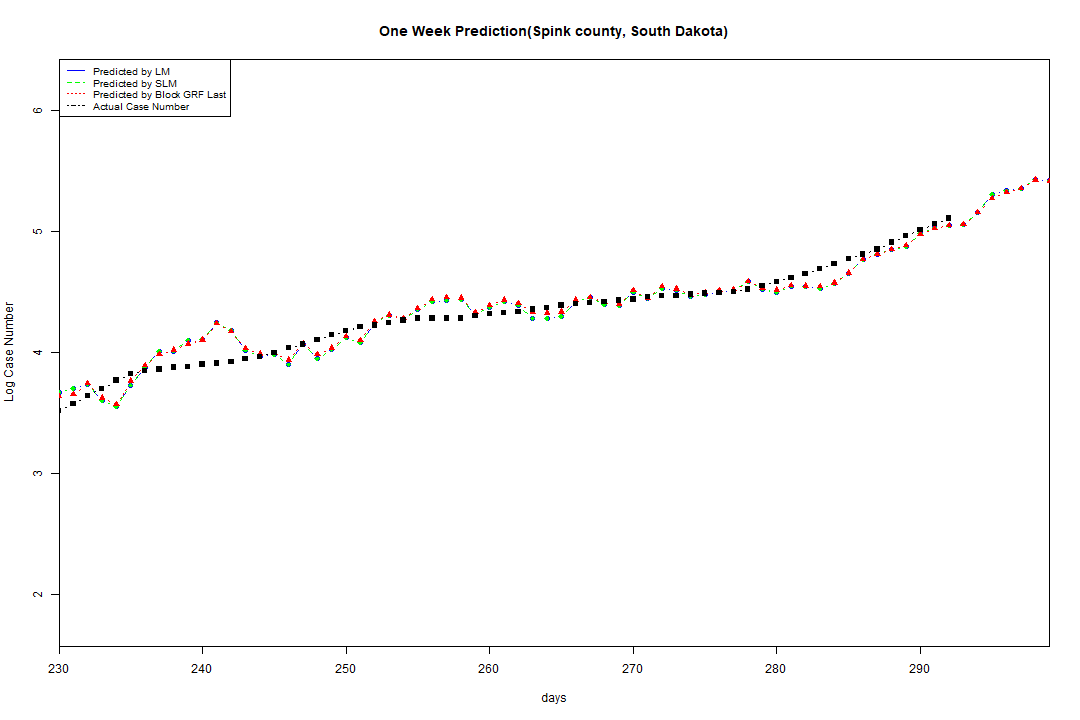 One Week Prediction(Spink county, South Dakota)
Predicted by LM
Predicted by SLM
Predicted by Block GRF Last
Actual Case Number
6
5
4
3
2
Log Case Number
230 240 250 260 270 280 290
days